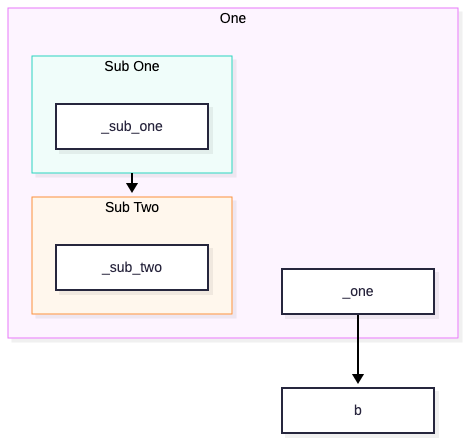 One
Sub One
_sub_one
Sub Two
_sub_two
_one
b